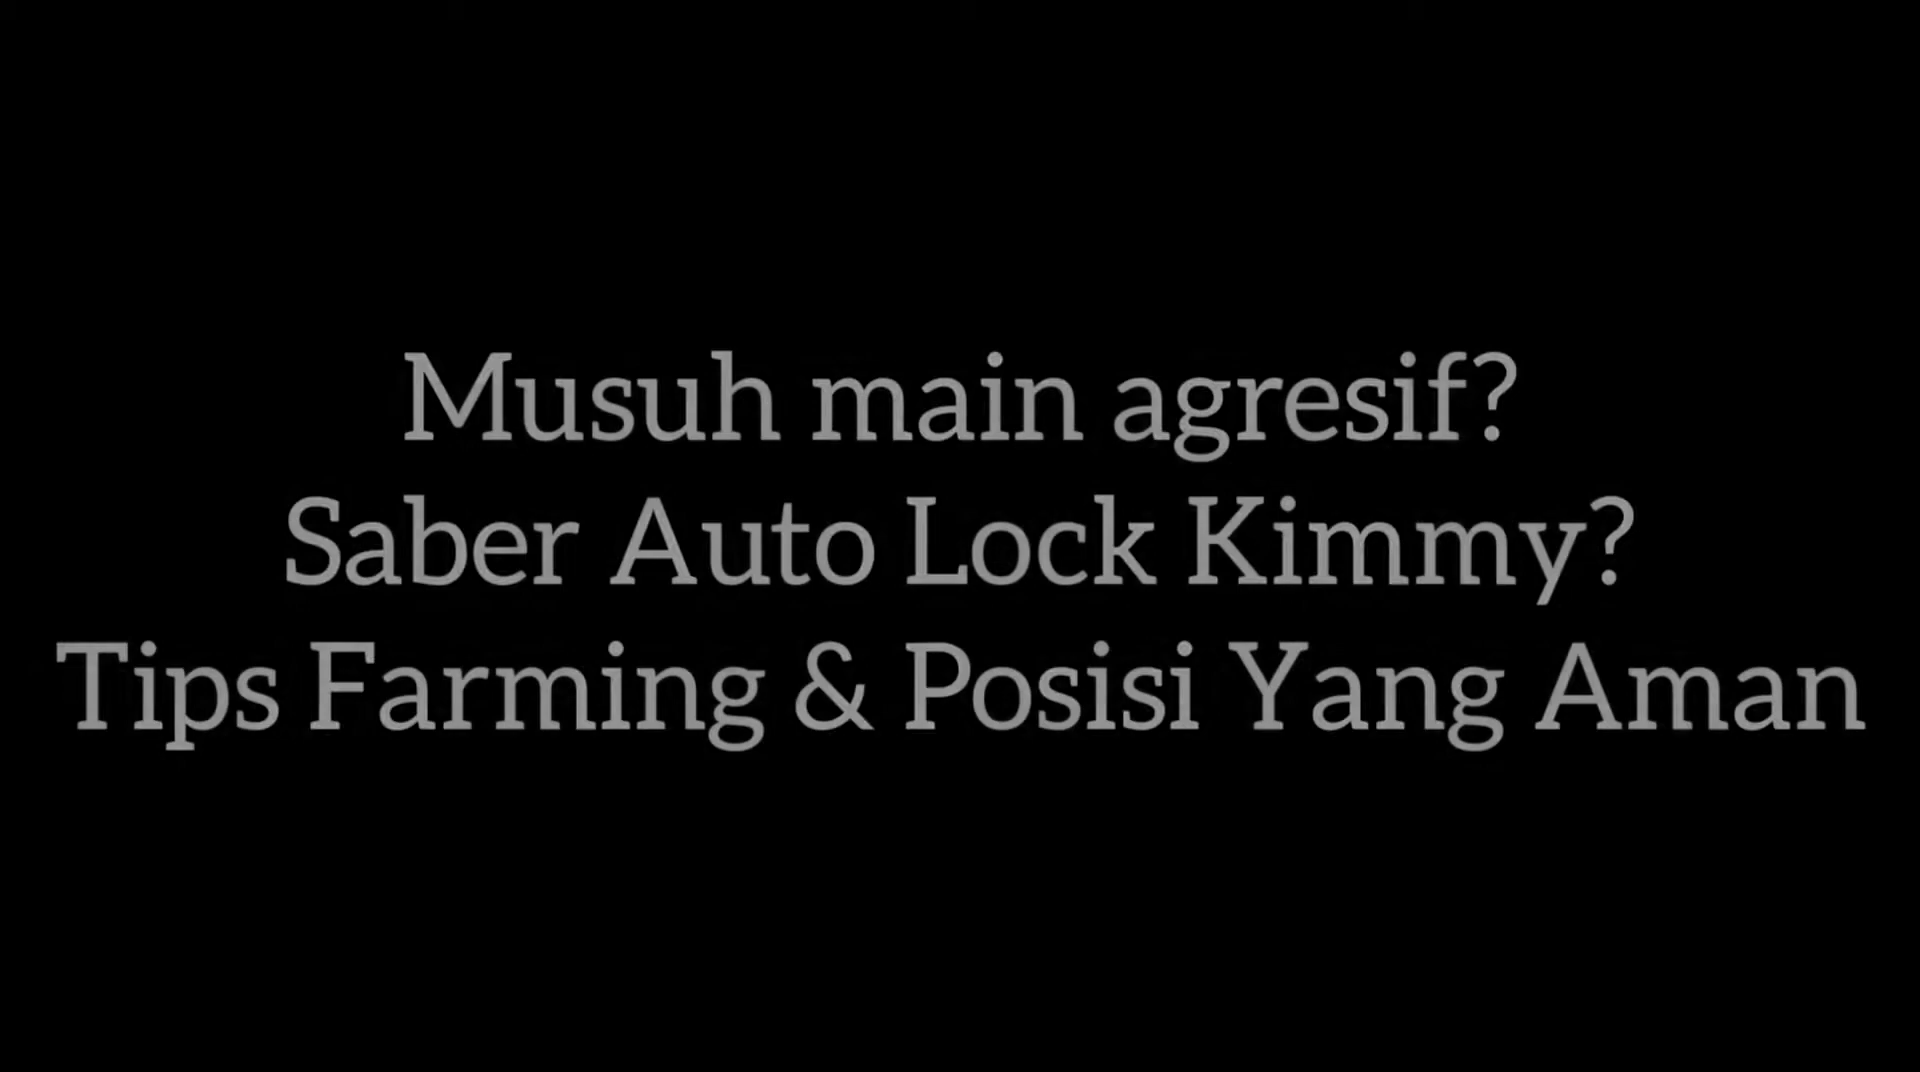 Musuh main agresif?
Saber Auto Lock Kimmy?
Tips Farming & Posisi Yang Aman